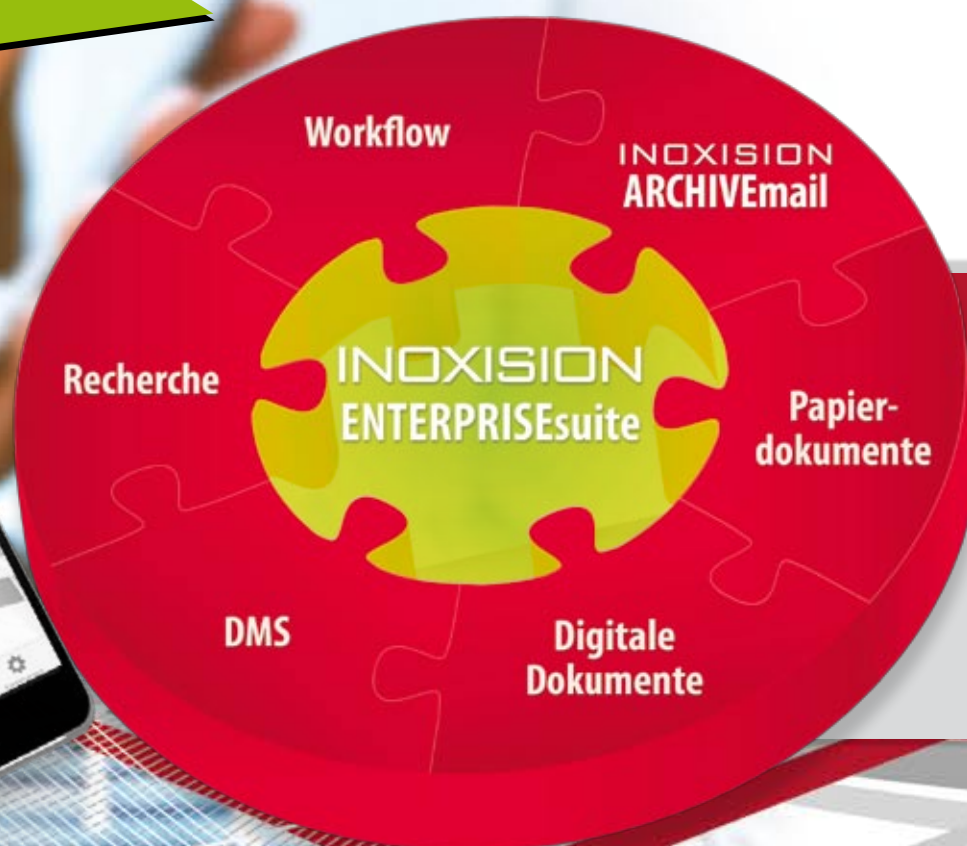 Workflow
INOXISION
ARCHIVEmail
Recherche
INOXISION
ENTERPRISEsuite
Papier-
dokumente
DMS
Digitale
Dokumente